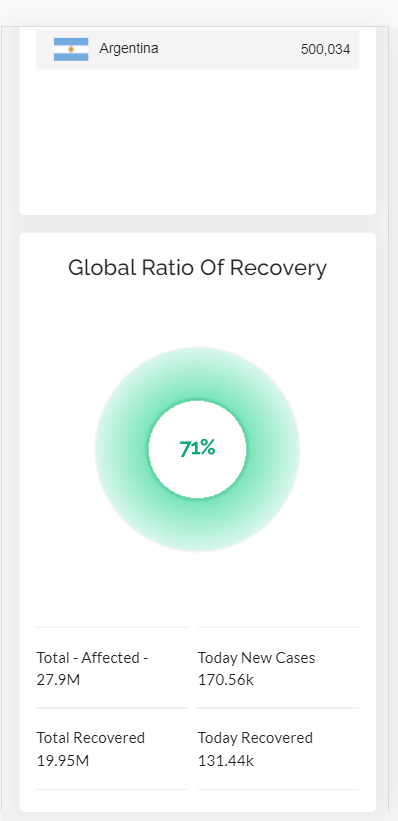 Argentina 500,034
Global Ratio Of Recovery
71%
Total - Affected - Today New Cases
27.9M 170.56k
Total Recovered Today Recovered
19.95M 131.44k